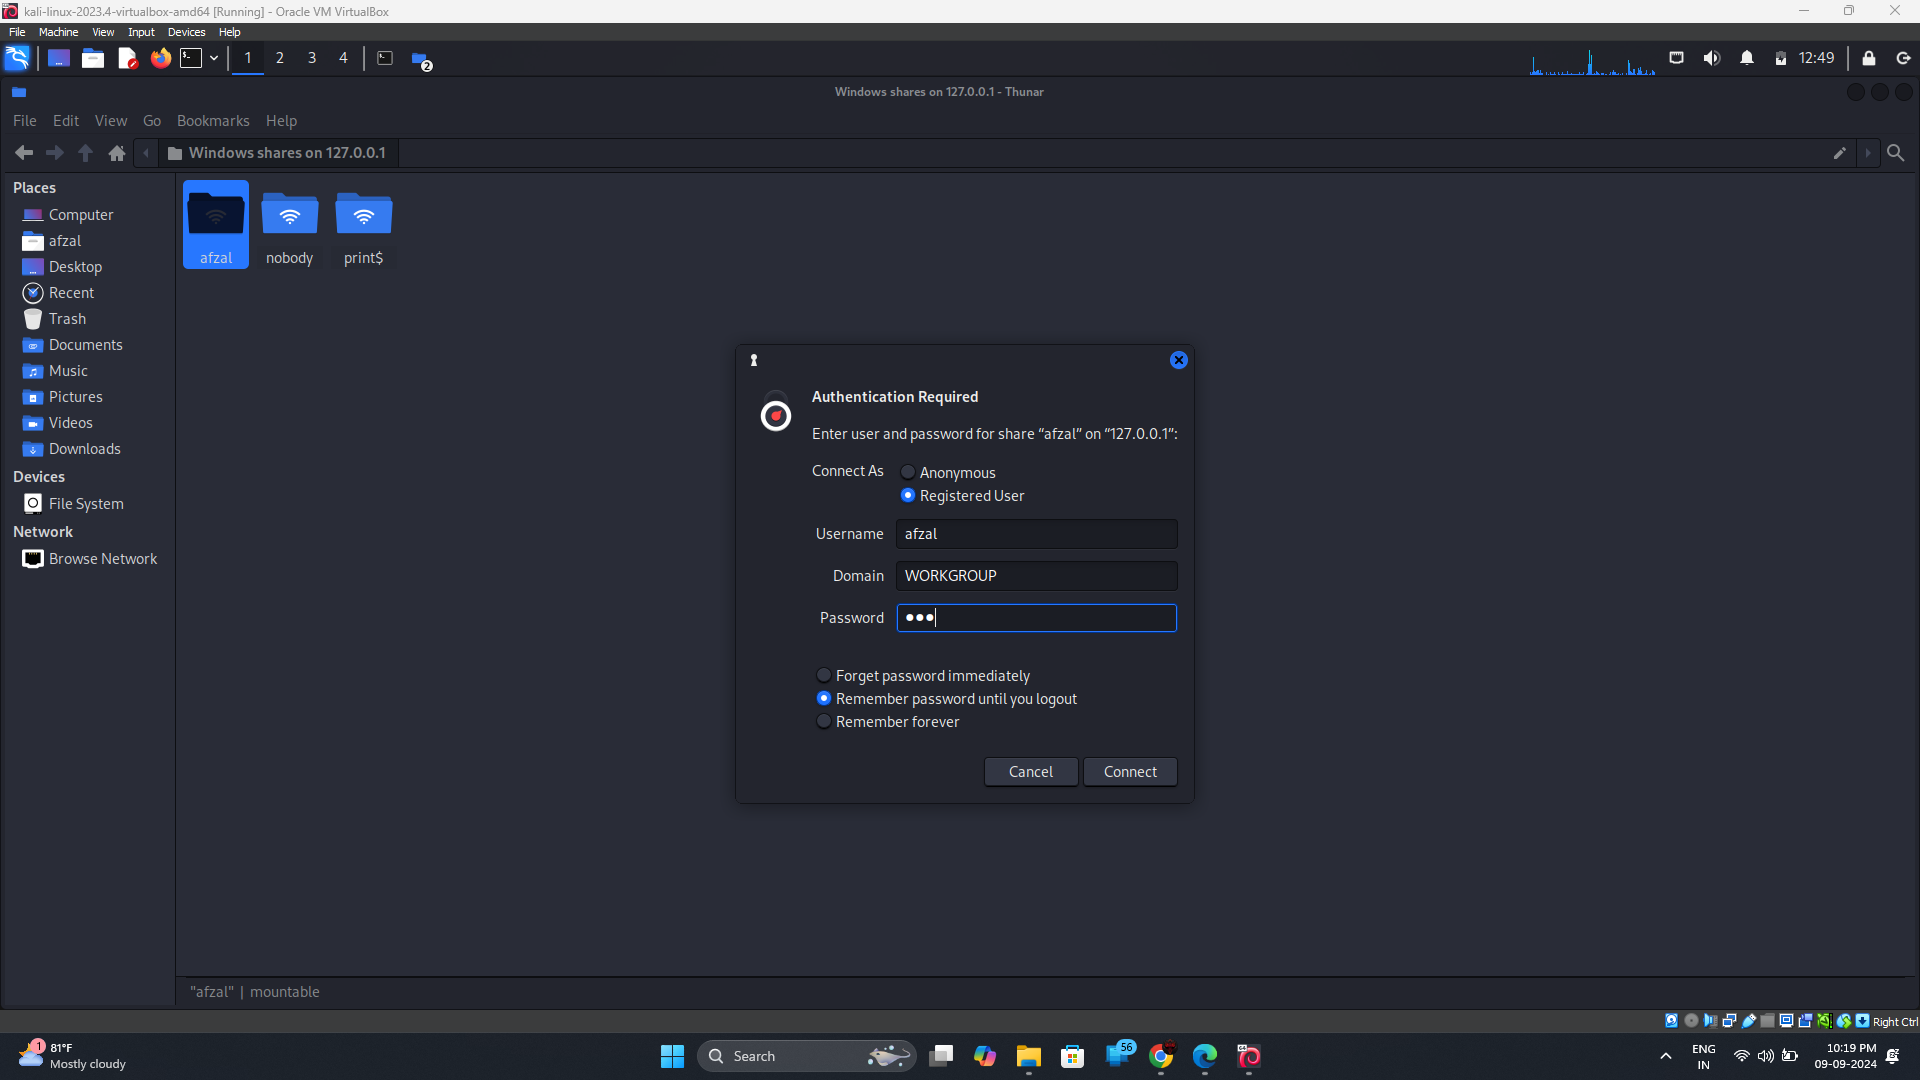 kali-linux-2023.4-virtualbox-amd64 [Running] - Oracle VM VirtualBox
File Machine View Input Devices Help
1 2 3 4 2 12:49
Windows shares on 127.0.0.1 - Thunar
File Edit View Go Bookmarks Help
Windows shares on 127.0.0.1
Places
Computer
afzal
Desktop
Recent
Trash
Documents
Music
Pictures
Videos
Downloads
Devices
File System
Network
Browse Network
afzal nobody print$
Authentication Required
Enter user and password for share “afzal” on “127.0.0.1”:
Connect As Anonymous
Registered User
Username afzal
Domain WORKGROUP
Password ●●●
Forget password immediately
Remember password until you logout
Remember forever
Cancel Connect
"afzal" | mountable
Right Ctrl
1 81°F
Mostly cloudy
Search
56
64
ENG
IN
10:19 PM
09-09-2024